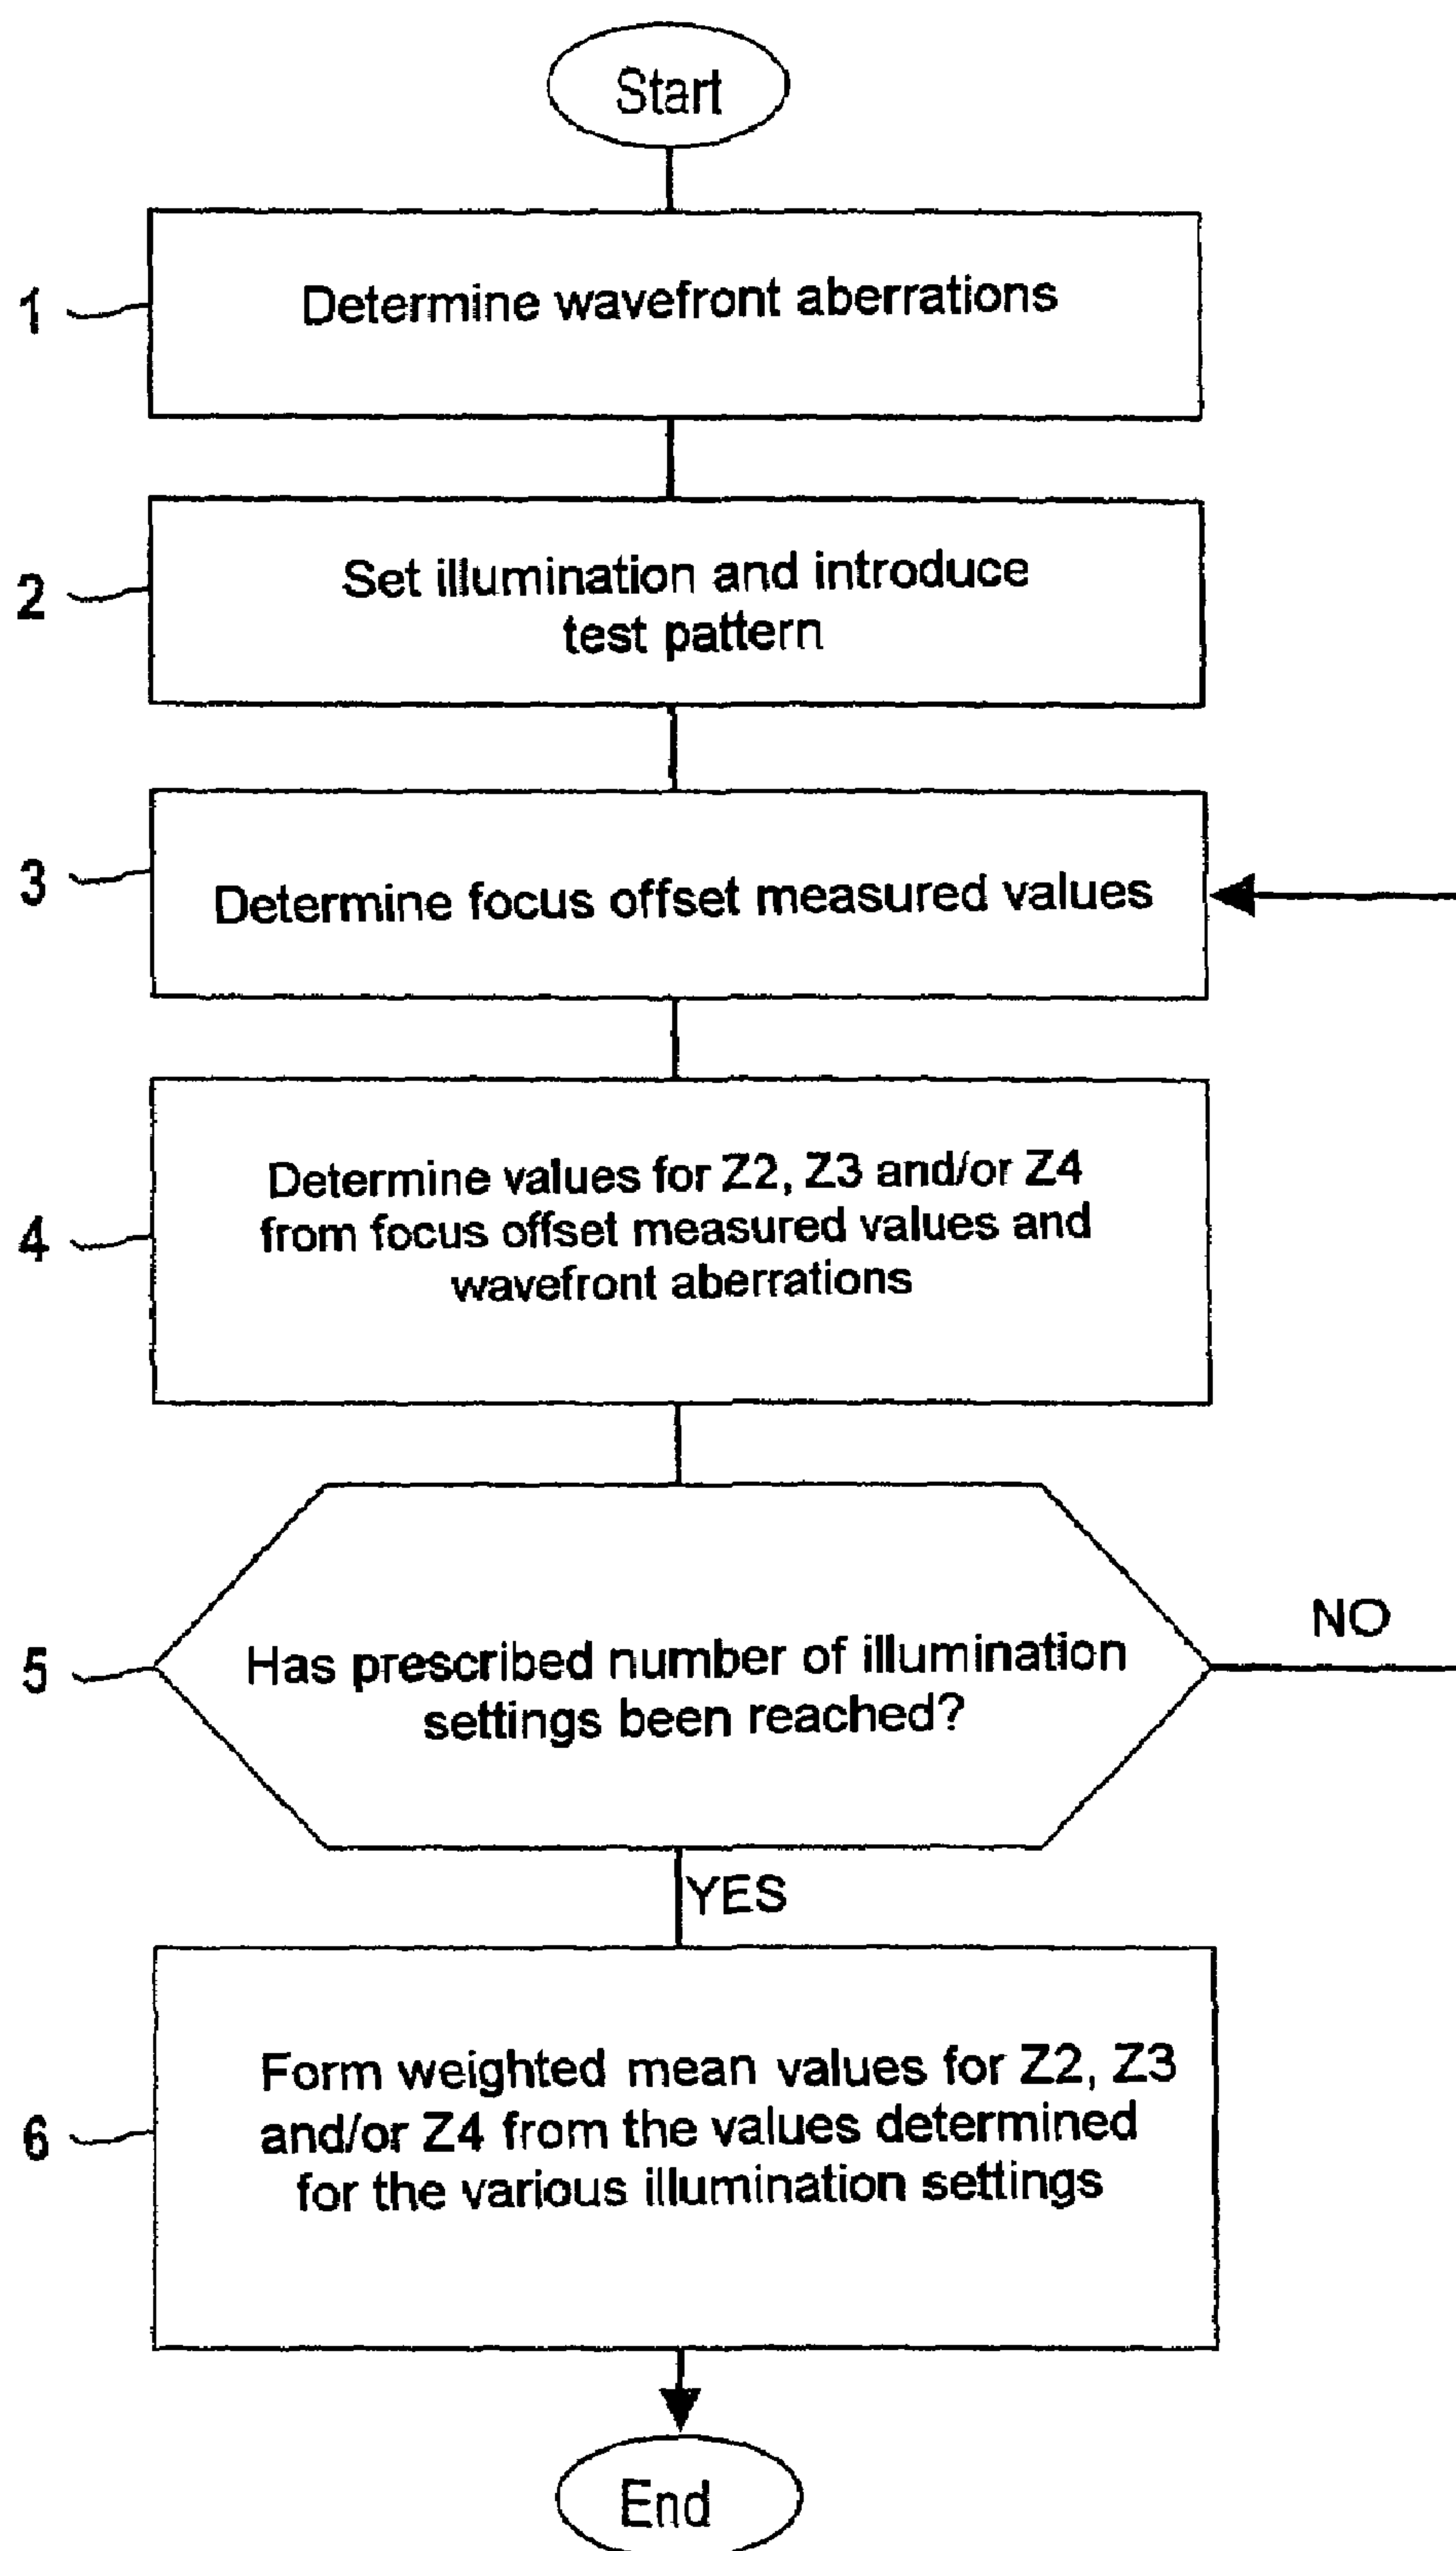 Start
1
Determine wavefront aberrations
2
Set illumination and introduce
test pattern
3
Determine focus offset measured values
4
Determine values for Z2, Z3 and/or Z4
from focus offset measured values and
wavefront aberrations
5
Has prescribed number of illumination
settings been reached?
NO
YES
6
Form weighted mean values for Z2, Z3
and/or Z4 from the values determined
for the various illumination settings
End